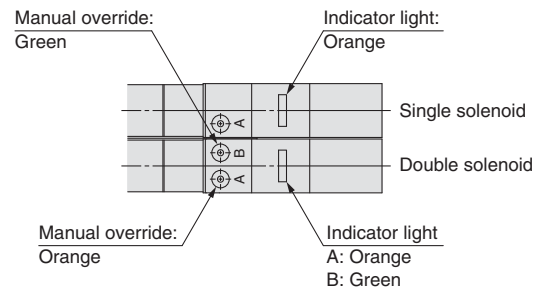 Manual override:
Green
Indicator light:
Orange
A
Single solenoid
B
Double solenoid
A
Manual override:
Orange
Indicator light
A: Orange
B: Green